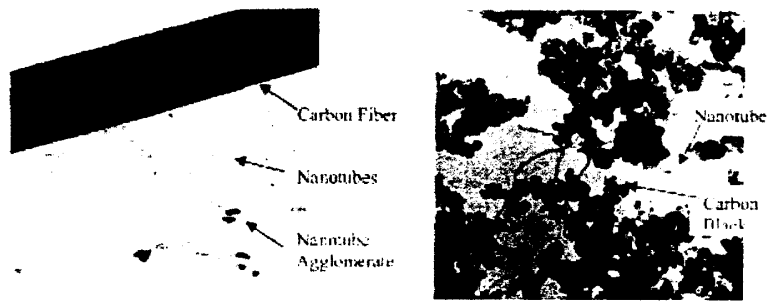 Carbon Fiber
Nanotubes
Nanotube
Agglomerate
Nanotube
Carbon
Black